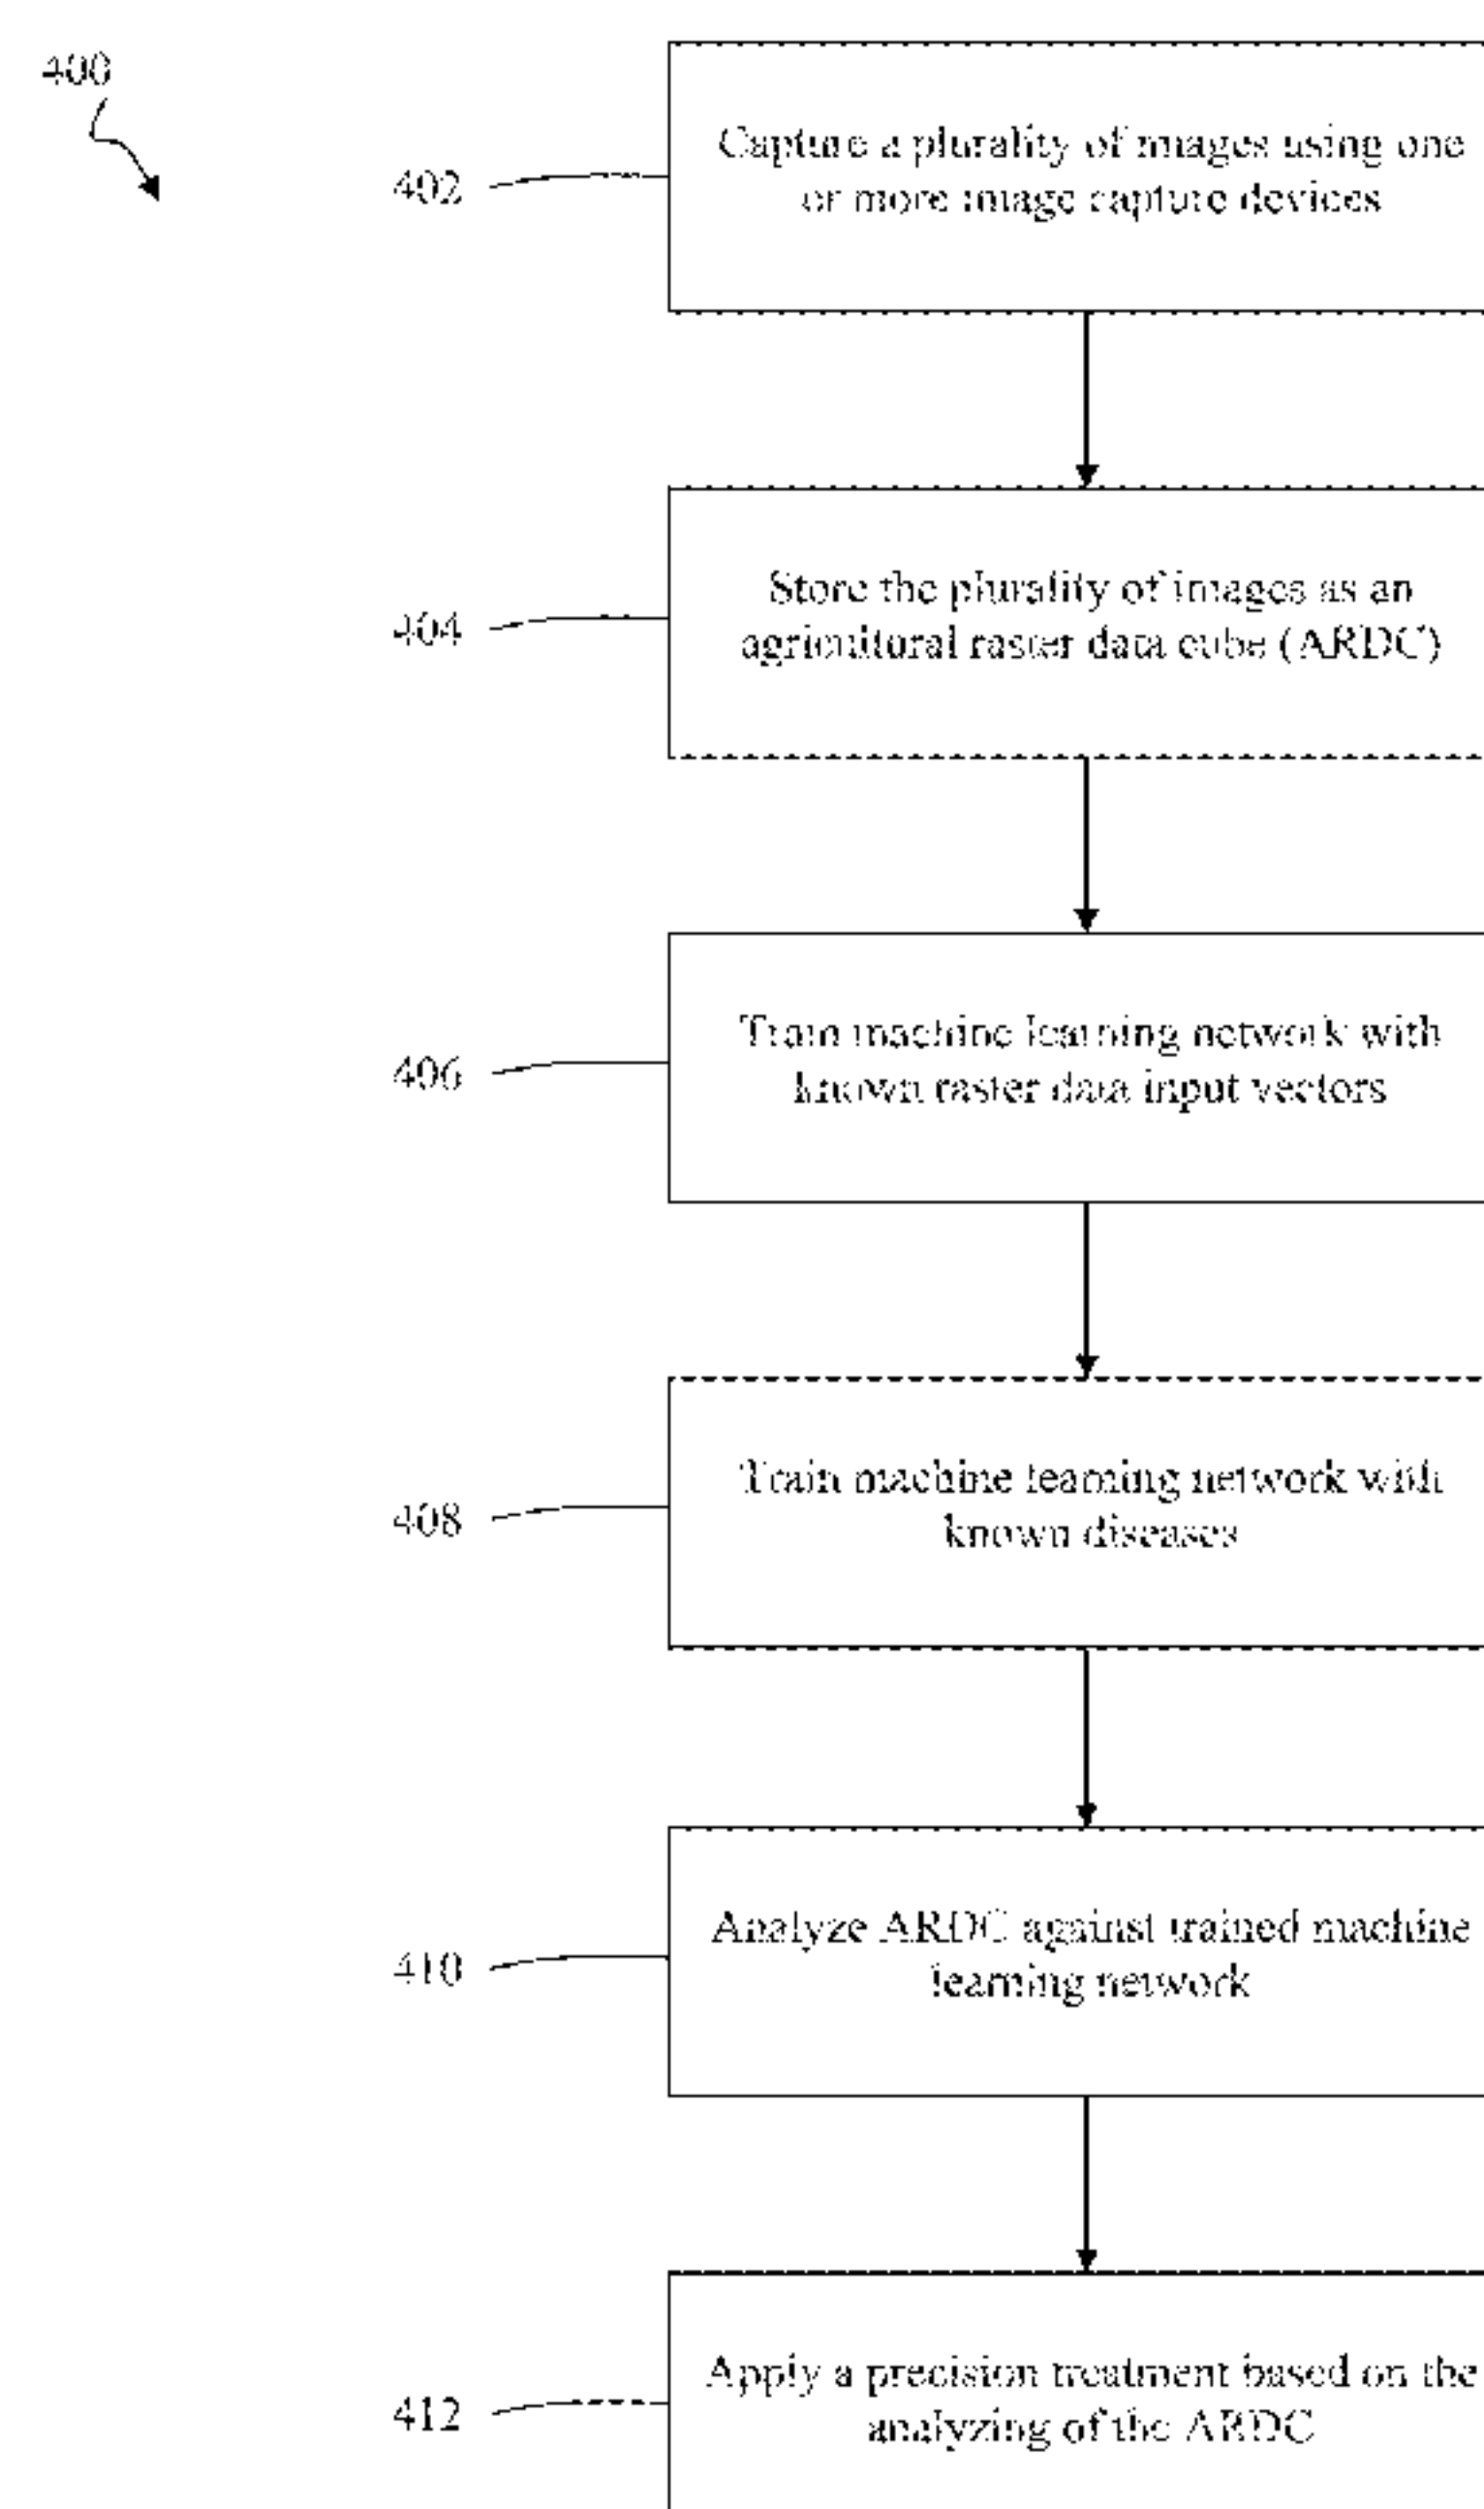 400
402
Capture a plurality of images using one
or more image capture devices
404
Store the plurality of images as an
agricultural raster data cube (ARDC)
406
Train machine learning network with
known raster data input vectors
408
Train machine learning network with
known diseases
410
Analyze ARDC against trained machine
learning network
412
Apply a precision treatment based on the
analyzing of the ARDC